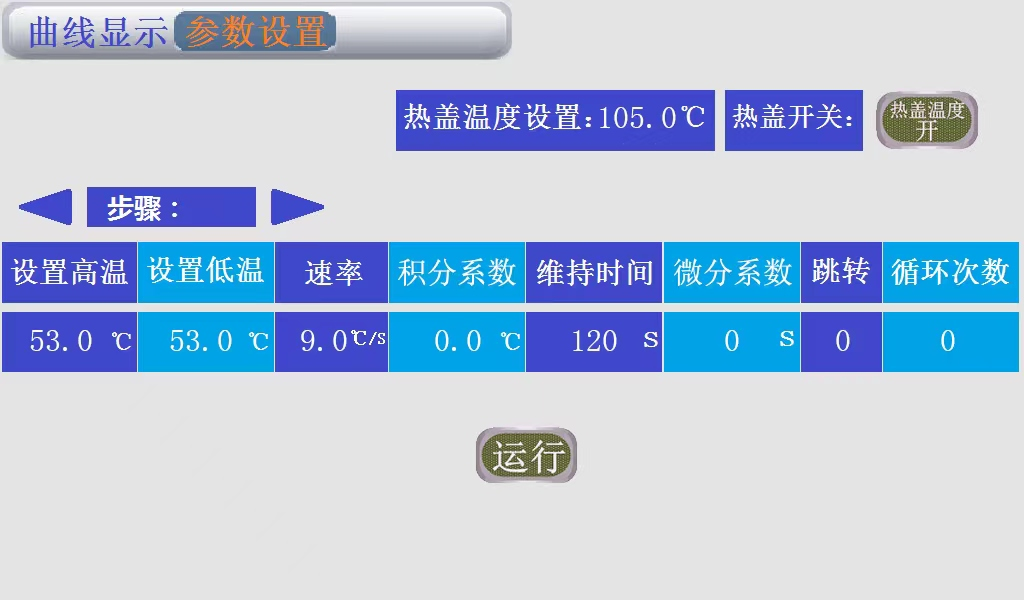 曲线显示 参数设置
热盖温度设置:105.0℃ 热盖开关: 热盖温度
开
步骤：
设置高温 设置低温 速率 积分系数 维持时间 微分系数 跳转 循环次数
53.0 ℃ 53.0 ℃ 9.0℃/s 0.0 ℃ 120 S 0 S 0 0
运行